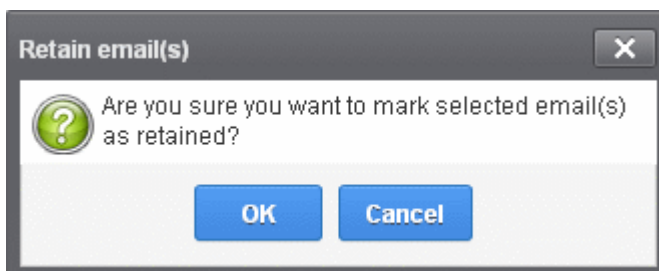 Retain email(s)
Are you sure you want to mark selected email(s)
as retained?
OK Cancel